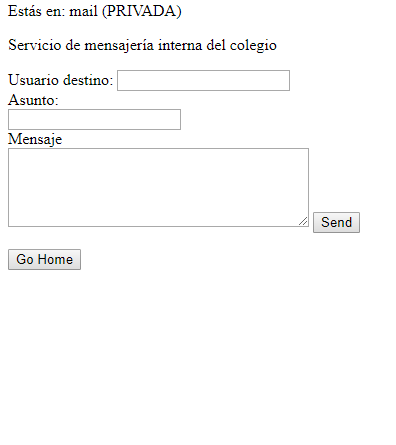 Estás en: mail (PRIVADA)
Servicio de mensajería interna del colegio
Usuario destino:
Asunto:
Mensaje
Send
Go Home